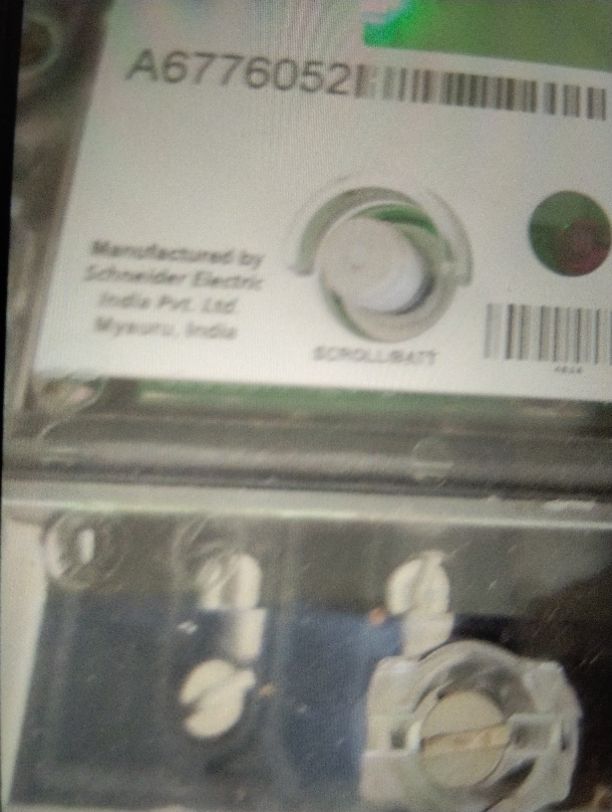 A6776052
Manufactured by
Schneider Electric
India Pvt. Ltd.
Mysuru, India
SCROLL/BATT